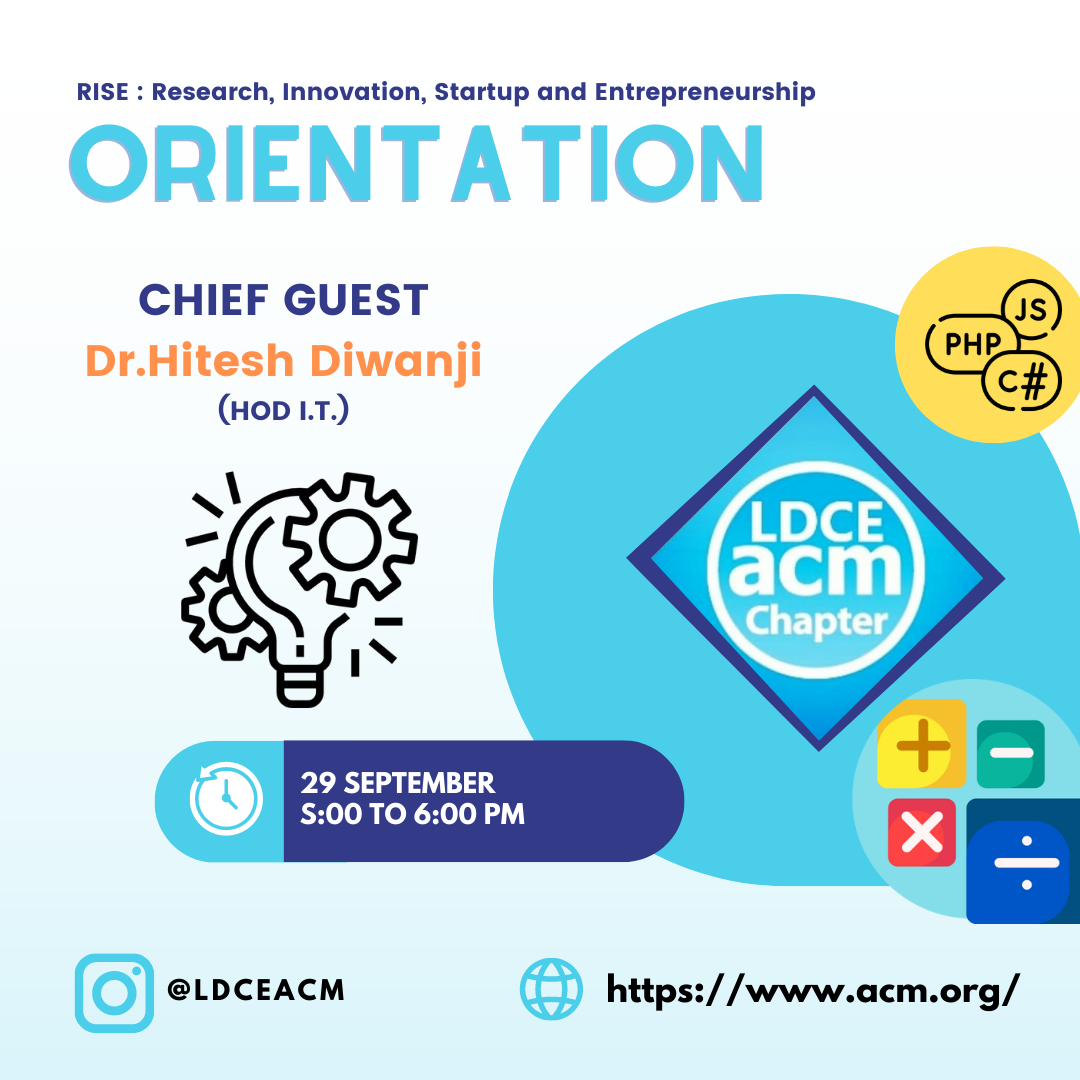 RISE : Research, Innovation, Startup and Entrepreneurship
ORIENTATION
CHIEF GUEST
Dr.Hitesh Diwanji
(HOD I.T.)
JS
PHP
C#
LDCE
acm
Chapter
29 SEPTEMBER
S:00 TO 6:00 PM
@LDCEACM
https://www.acm.org/